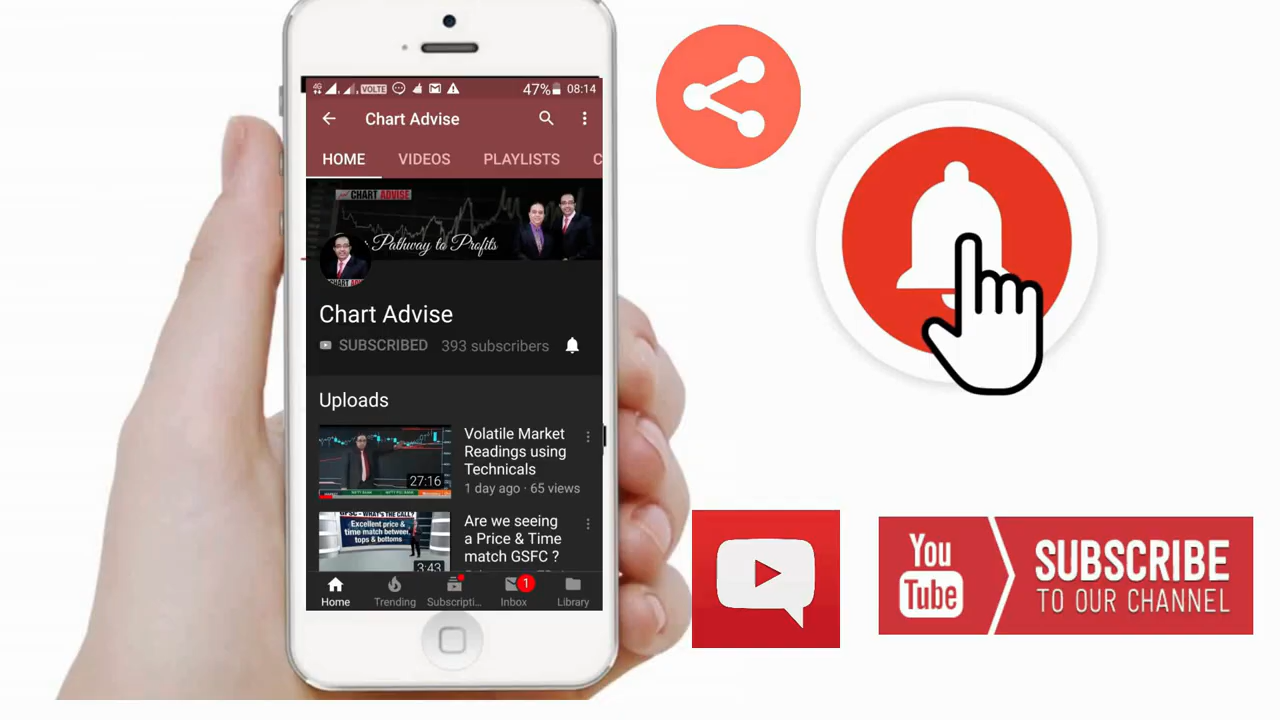 4G VOLTE 47% 08:14
Chart Advise
HOME VIDEOS PLAYLISTS C
CHART ADVISE
Pathway to Profits
Chart Advise
SUBSCRIBED 393 subscribers
Uploads
Volatile Market
Readings using
Technicals
27:16
1 day ago · 65 views
Excellent price &
time match between
tops & bottoms
3:43
Are we seeing
a Price & Time
match GSFC ?
1
Home Trending Subscripti... Inbox Library
You
Tube
SUBSCRIBE
TO OUR CHANNEL